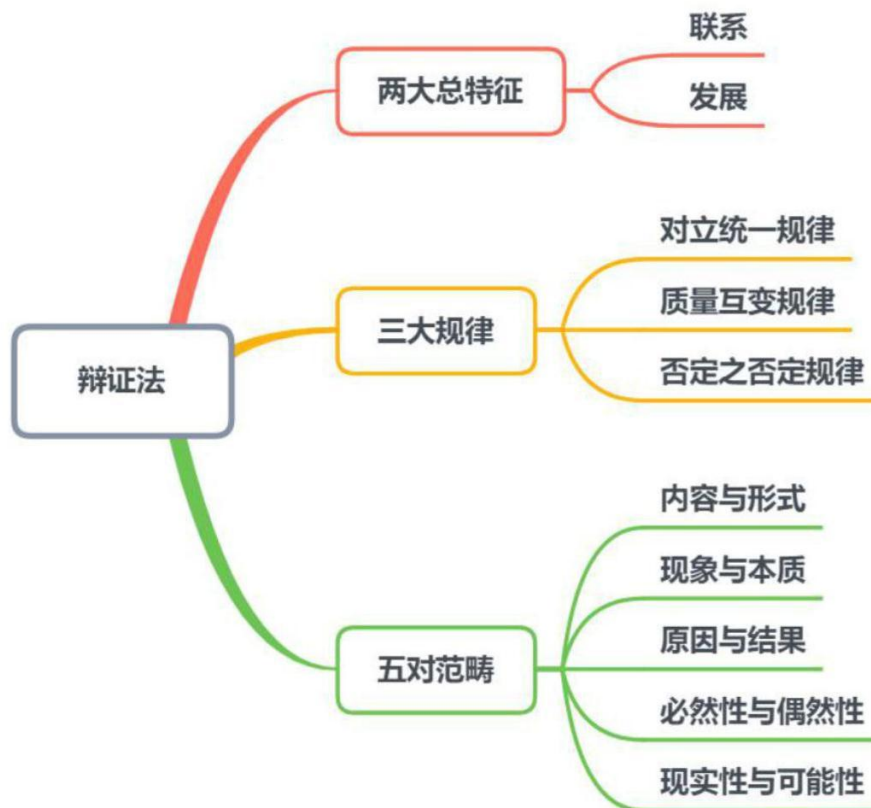 辩证法
两大总特征
联系
发展
三大规律
对立统一规律
质量互变规律
否定之否定规律
五对范畴
内容与形式
现象与本质
原因与结果
必然性与偶然性
现实性与可能性